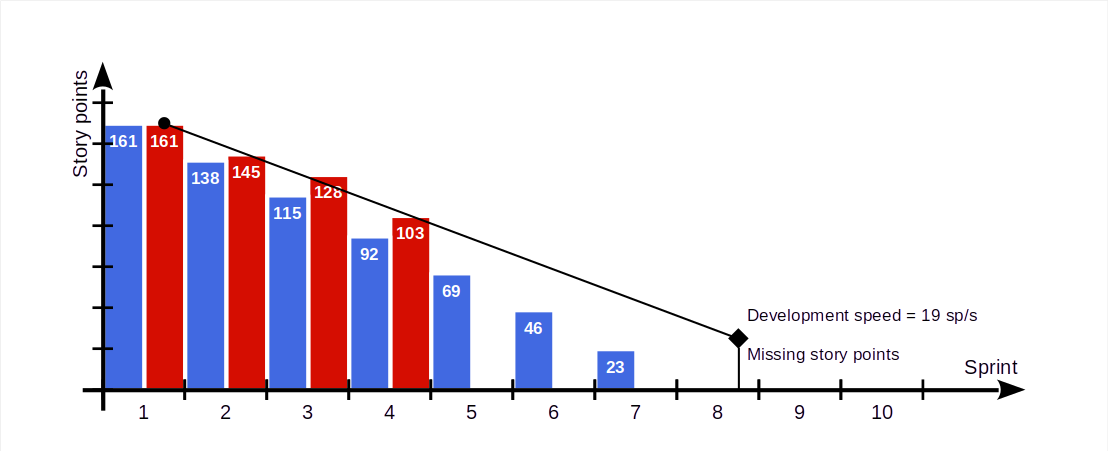 Story points
161 161 138 145 115 128 92 103 69 46 23
Development speed = 19 sp/s
Missing story points
Sprint
1 2 3 4 5 6 7 8 9 10